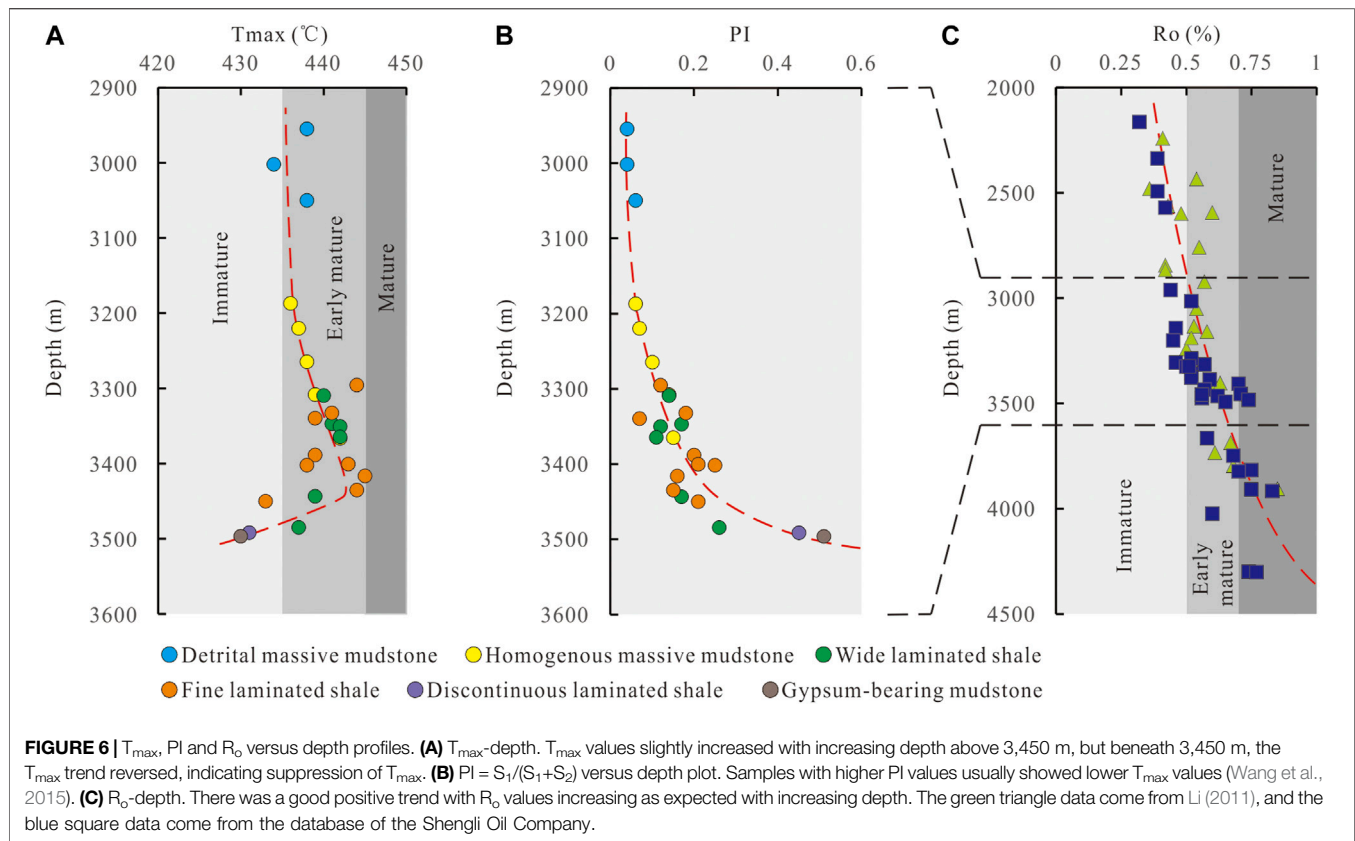 A
Tmax (℃)
420 430 440 450
Depth (m)
2900
3000
3100
3200
3300
3400
3500
3600
Immature
Early mature
Mature
B
PI
0 0.2 0.4 0.6
Depth (m)
2900
3000
3100
3200
3300
3400
3500
3600
C
Ro (%)
0 0.25 0.5 0.75 1
Depth (m)
2000
2500
3000
3500
4000
4500
Immature
Early
mature
Mature
Detrital massive mudstone Homogenous massive mudstone Wide laminated shale
Fine laminated shale Discontinuous laminated shale Gypsum-bearing mudstone
FIGURE 6 | Tmax, PI and Ro versus depth profiles. (A) Tmax-depth. Tmax values slightly increased with increasing depth above 3,450 m, but beneath 3,450 m, the
Tmax trend reversed, indicating suppression of Tmax. (B) PI = S1/(S1+S2) versus depth plot. Samples with higher PI values usually showed lower Tmax values (Wang et al.,
2015). (C) Ro-depth. There was a good positive trend with Ro values increasing as expected with increasing depth. The green triangle data come from Li (2011), and the
blue square data come from the database of the Shengli Oil Company.